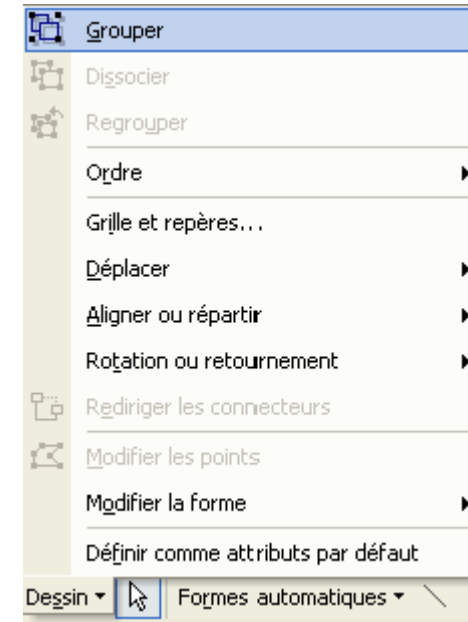 Grouper
Dissocier
Regrouper
Ordre
Grille et repères...
Déplacer
Aligner ou répartir
Rotation ou retournement
Rediriger les connecteurs
Modifier les points
Modifier la forme
Définir comme attributs par défaut
Dessin Formes automatiques